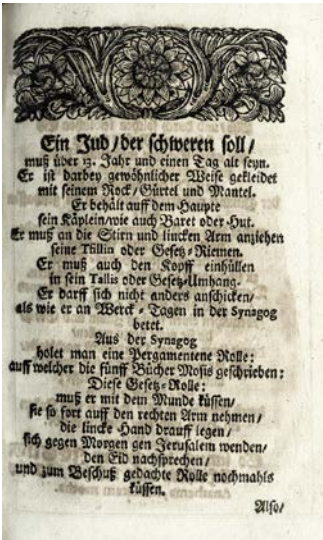 Ein Jud / der schweren soll /
muß über 13. Jahr und einen Tag alt seyn.
Er ist darbey gewöhnlicher Weise gekleidet
mit seinem Rock / Gürtel und Mantel.
Er behält auff dem Haupte
sein Käplein / wie auch Baret oder Hut.
Er muß an die Stirn und lincken Arm anziehen
seine Tfillin oder Gesetz-Riemen.
Er muß auch den Kopff einhüllen
in sein Tallis oder Gesetz-Umhang.
Er darff sich nicht anders anschicken /
als wie er an Werck-Tagen in der Synagog
betet.
Aus der Synagog
holet man eine Pergamentene Rolle:
auff welcher die fünff Bücher Mosis geschrieben:
Diese Gesetz-Rolle:
muß er mit dem Munde küssen /
sie so fort auff den rechten Arm nehmen /
die lincke Hand drauff legen /
sich gegen Morgen gen Jerusalem wenden /
den Eid nachsprechen /
und zum Beschuß gedachte Rolle nochmahls
küssen.
Also /